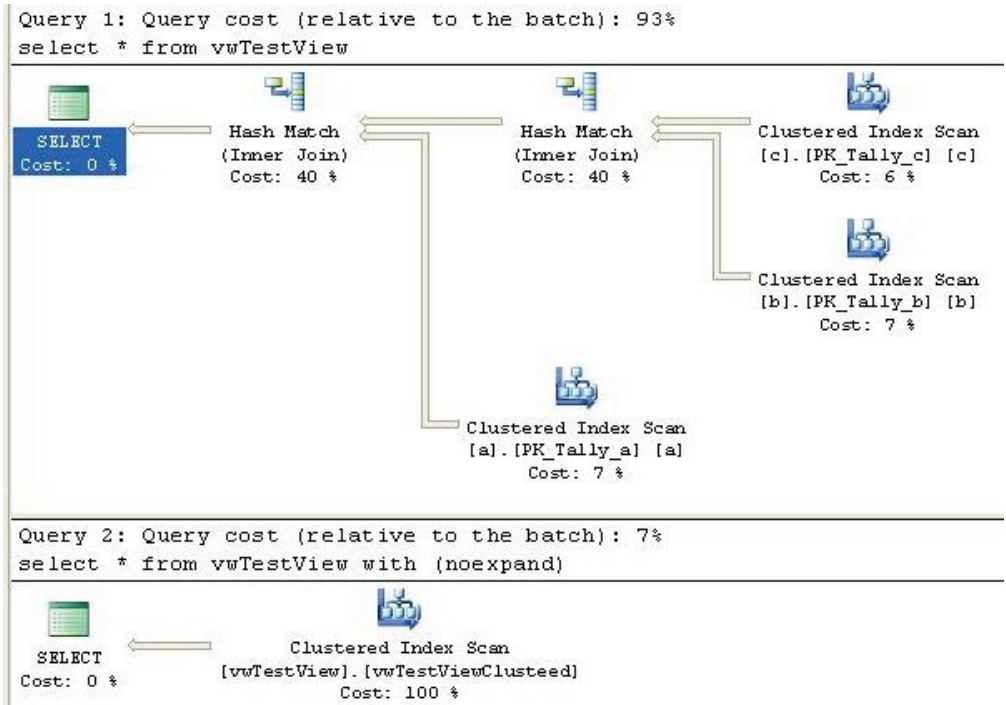 Query 1: Query cost (relative to the batch): 93%
select * from vwTestView
SELECT
Cost: 0 %
Hash Match
(Inner Join)
Cost: 40 %
Hash Match
(Inner Join)
Cost: 40 %
Clustered Index Scan
[c].[PK_Tally_c] [c]
Cost: 6 %
Clustered Index Scan
[b].[PK_Tally_b] [b]
Cost: 7 %
Clustered Index Scan
[a].[PK_Tally_a] [a]
Cost: 7 %
Query 2: Query cost (relative to the batch): 7%
select * from vwTestView with (noexpand)
SELECT
Cost: 0 %
Clustered Index Scan
[vwTestView].[vwTestViewClusteed]
Cost: 100 %